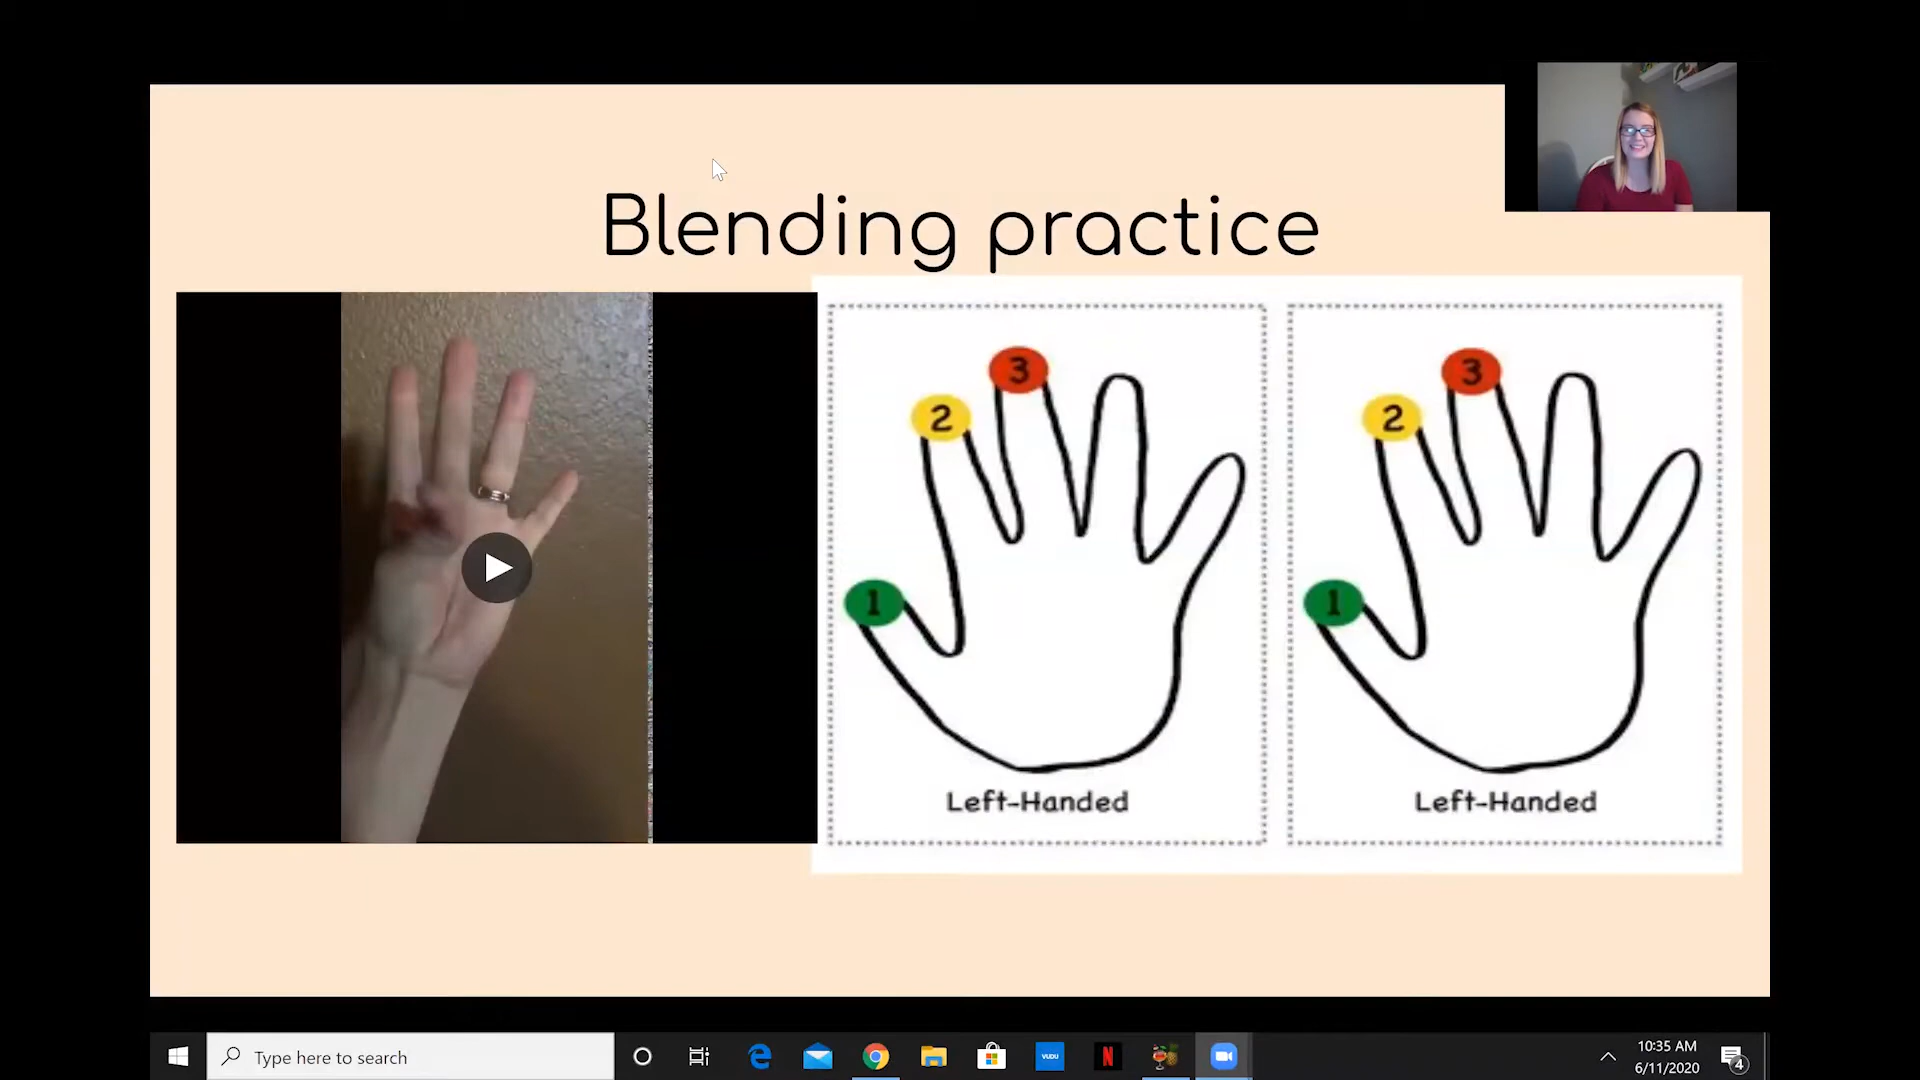 Blending practice
3
2
1
Left-Handed
3
2
1
Left-Handed
Type here to search
VUDU
N
10:35 AM
6/11/2020
4